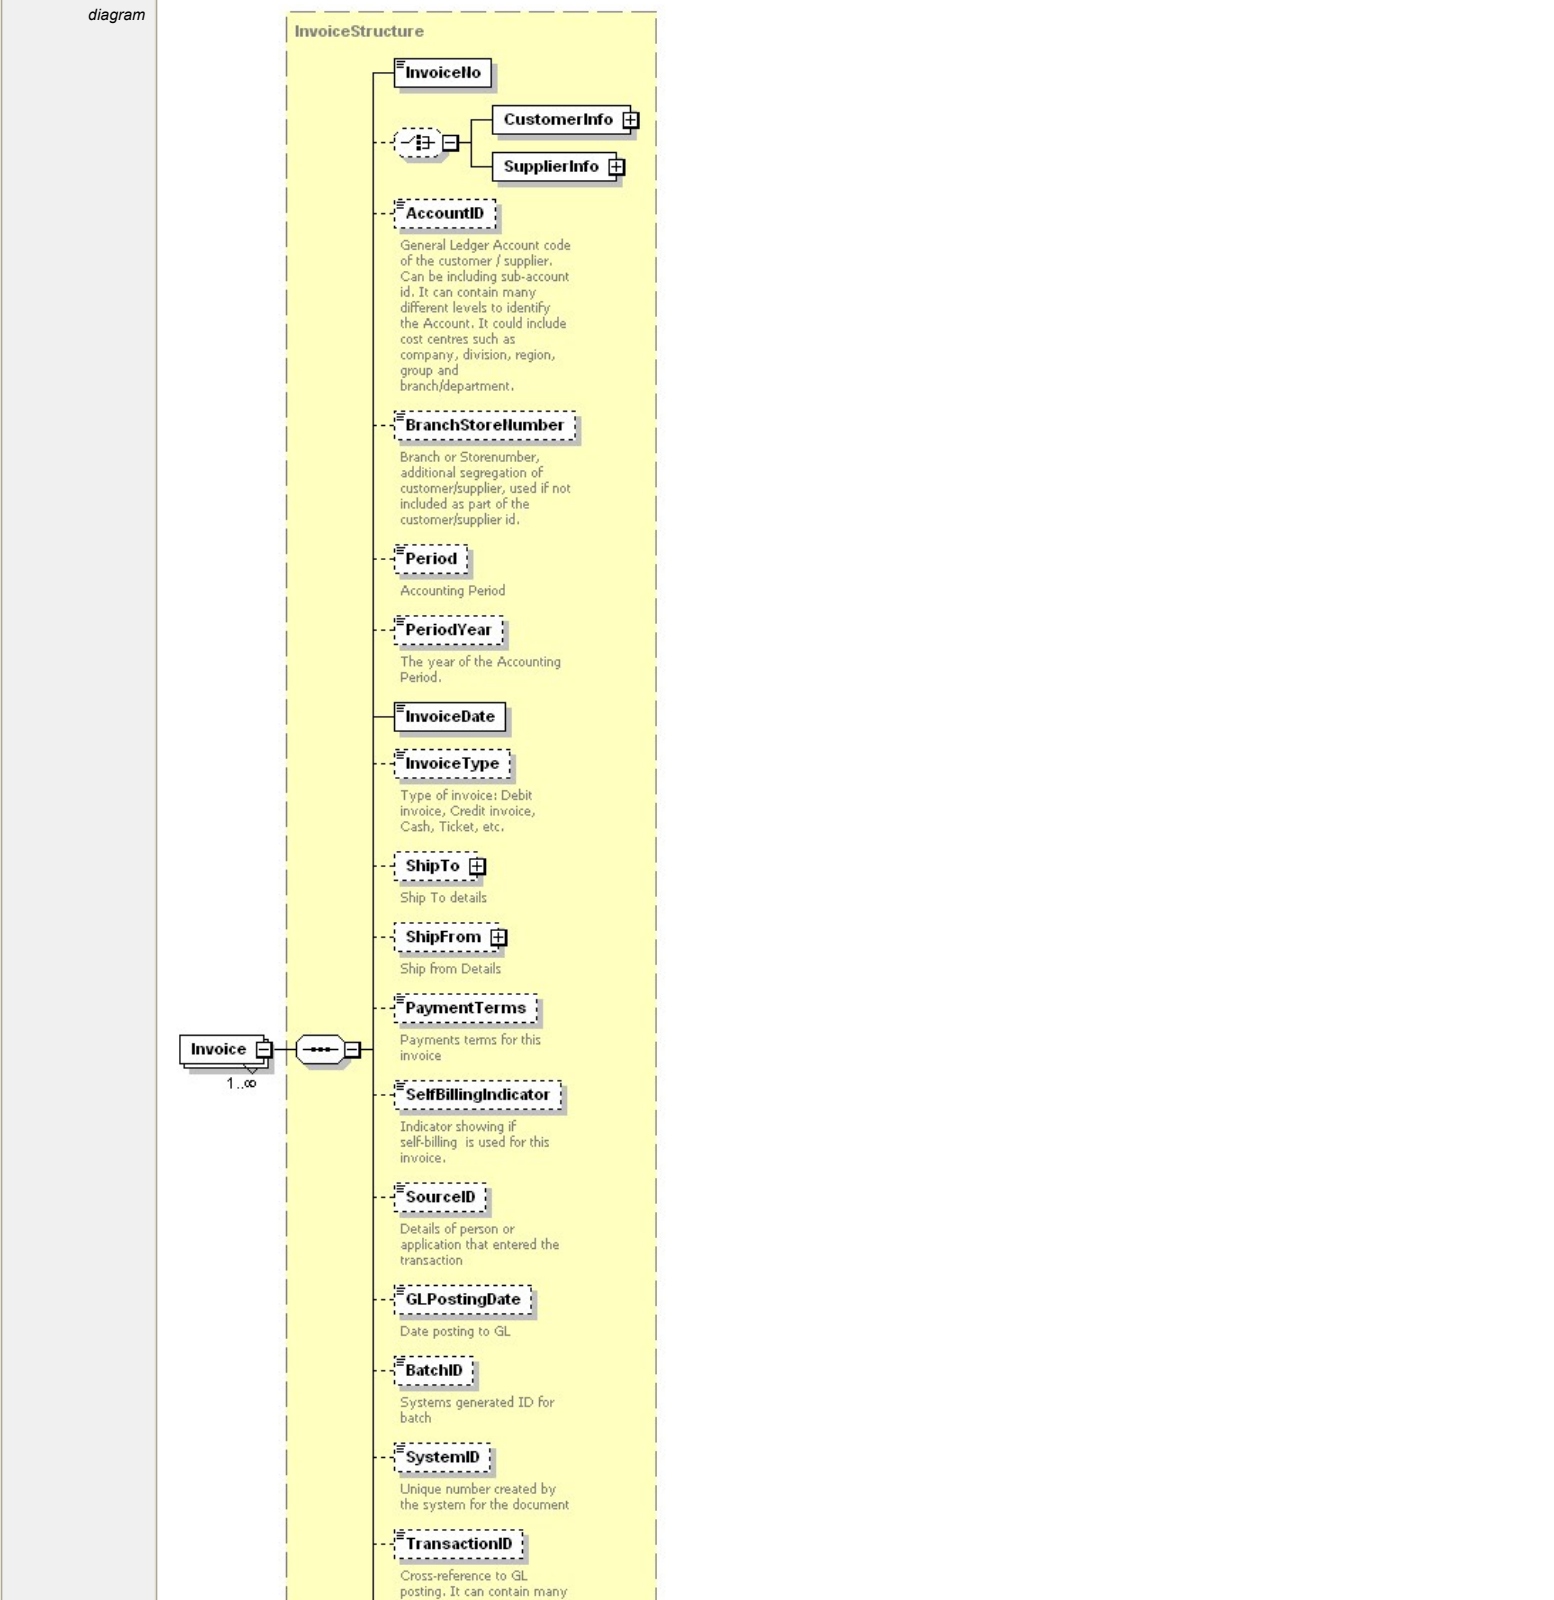 diagram
InvoiceStructure
InvoiceNo
CustomerInfo
SupplierInfo
AccountID
General Ledger Account code
of the customer / supplier.
Can be including sub-account
id. It can contain many
different levels to identify
the Account. It could include
cost centres such as
company, division, region,
group and
branch/department.
BranchStoreNumber
Branch or Storenumber,
additional segregation of
customer/supplier, used if not
included as part of the
customer/supplier id.
Period
Accounting Period
PeriodYear
The year of the Accounting
Period.
InvoiceDate
InvoiceType
Type of invoice: Debit
invoice, Credit invoice,
Cash, Ticket, etc.
ShipTo
Ship To details
ShipFrom
Ship from Details
PaymentTerms
Payments terms for this
invoice
Invoice
1..∞
SelfBillingIndicator
Indicator showing if
self-billing  is used for this
invoice.
SourceID
Details of person or
application that entered the
transaction
GLPostingDate
Date posting to GL
BatchID
Systems generated ID for
batch
SystemID
Unique number created by
the system for the document
TransactionID
Cross-reference to GL
posting. It can contain many